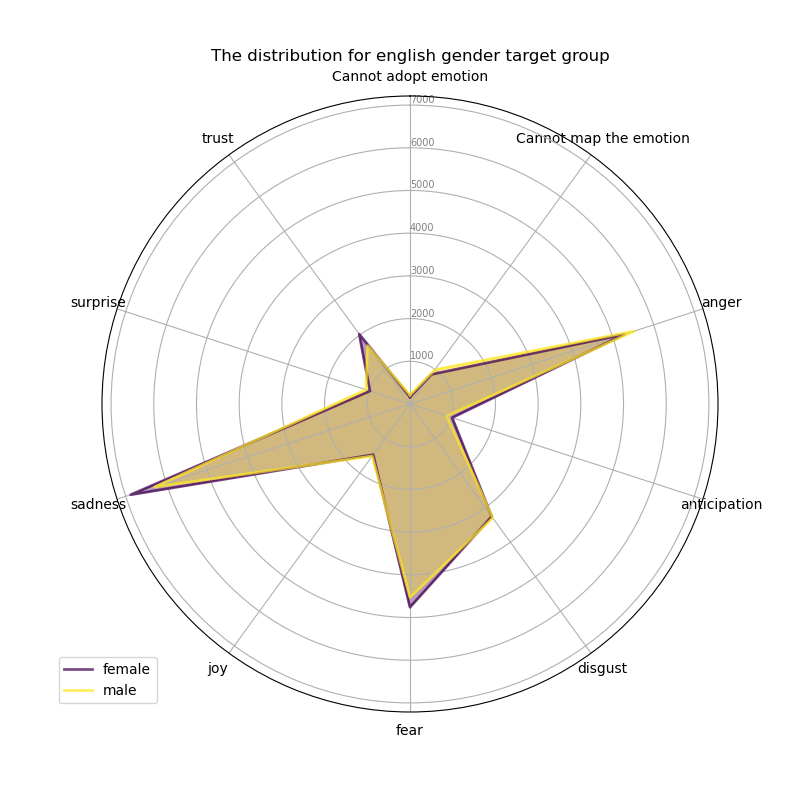 The distribution for english gender target group
Cannot adopt emotion
7000
trust
Cannot map the emotion
6000
5000
4000
surprise
anger
3000
2000
1000
sadness
anticipation
joy
disgust
female
male
fear